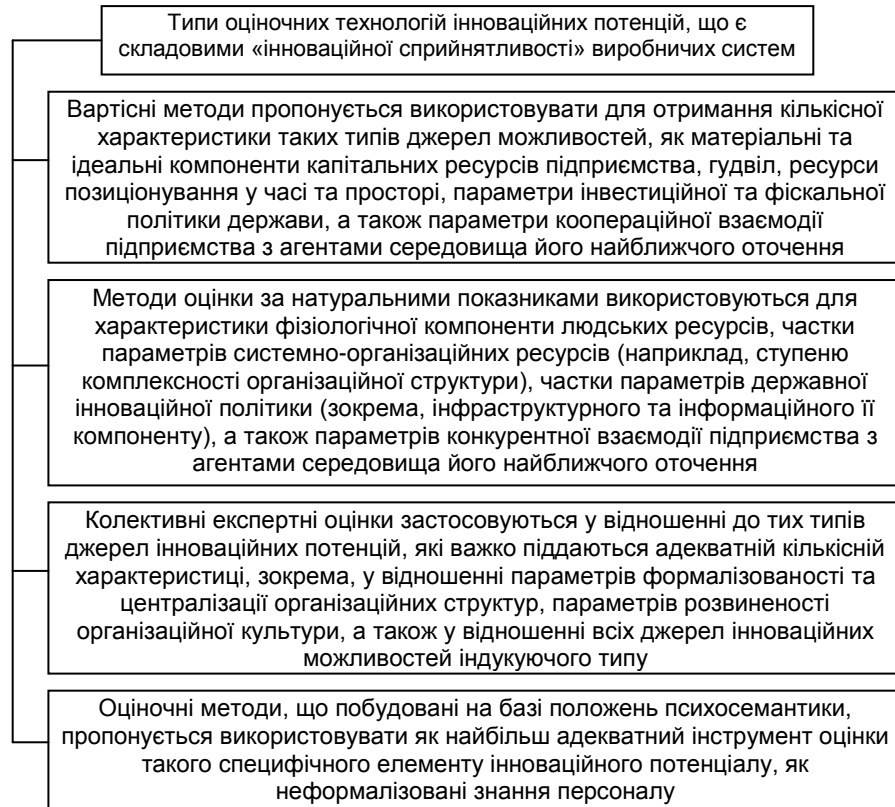 Типи оціночних технологій інноваційних потенцій, що є
складовими «інноваційної сприйнятливості» виробничих систем
Вартісні методи пропонується використовувати для отримання кількісної
характеристики таких типів джерел можливостей, як матеріальні та
ідеальні компоненти капітальних ресурсів підприємства, гудвіл, ресурси
позиціонування у часі та просторі, параметри інвестиційної та фіскальної
політики держави, а також параметри коопераційної взаємодії
підприємства з агентами середовища його найближчого оточення
Методи оцінки за натуральними показниками використовуються для
характеристики фізіологічної компоненти людських ресурсів, частки
параметрів системно-організаційних ресурсів (наприклад, ступеню
комплексності організаційної структури), частки параметрів державної
інноваційної політики (зокрема, інфраструктурного та інформаційного її
компоненту), а також параметрів конкурентної взаємодії підприємства з
агентами середовища його найближчого оточення
Колективні експертні оцінки застосовуються у відношенні до тих типів
джерел інноваційних потенцій, які важко піддаються адекватній кількісній
характеристиці, зокрема, у відношенні параметрів формалізованості та
централізації організаційних структур, параметрів розвиненості
організаційної культури, а також у відношенні всіх джерел інноваційних
можливостей індукуючого типу
Оціночні методи, що побудовані на базі положень психосемантики,
пропонується використовувати як найбільш адекватний інструмент оцінки
такого специфічного елементу інноваційного потенціалу, як
неформалізовані знання персоналу